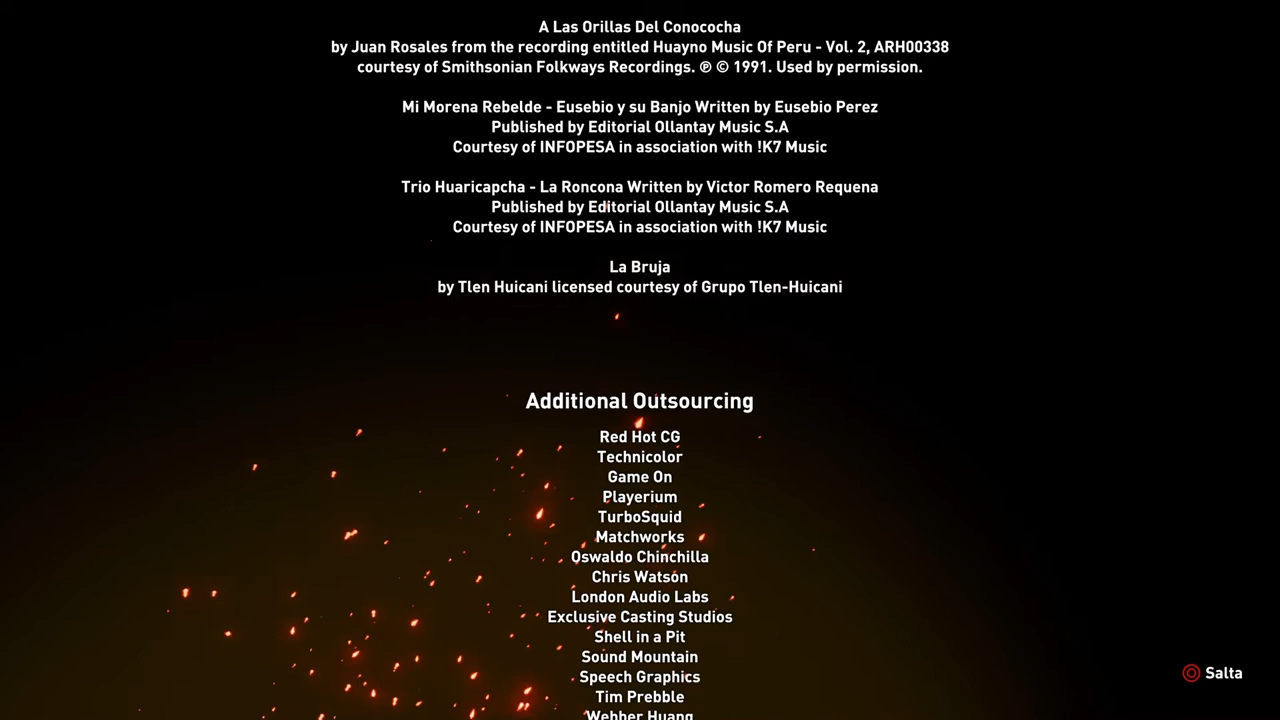 A Las Orillas Del Conococha
by Juan Rosales from the recording entitled Huayno Music Of Peru - Vol. 2, ARH00338
courtesy of Smithsonian Folkways Recordings. ℗ © 1991. Used by permission.
Mi Morena Rebelde - Eusebio y su Banjo Written by Eusebio Perez
Published by Editorial Ollantay Music S.A
Courtesy of INFOPESA in association with !K7 Music
Trio Huaricapcha - La Roncona Written by Victor Romero Requena
Published by Editorial Ollantay Music S.A
Courtesy of INFOPESA in association with !K7 Music
La Bruja
by Tlen Huicani licensed courtesy of Grupo Tlen-Huicani
Additional Outsourcing
Red Hot CG
Technicolor
Game On
Playerium
TurboSquid
Matchworks
Oswaldo Chinchilla
Chris Watson
London Audio Labs
Exclusive Casting Studios
Shell in a Pit
Sound Mountain
Speech Graphics
Tim Prebble
Webber Huang
Salta